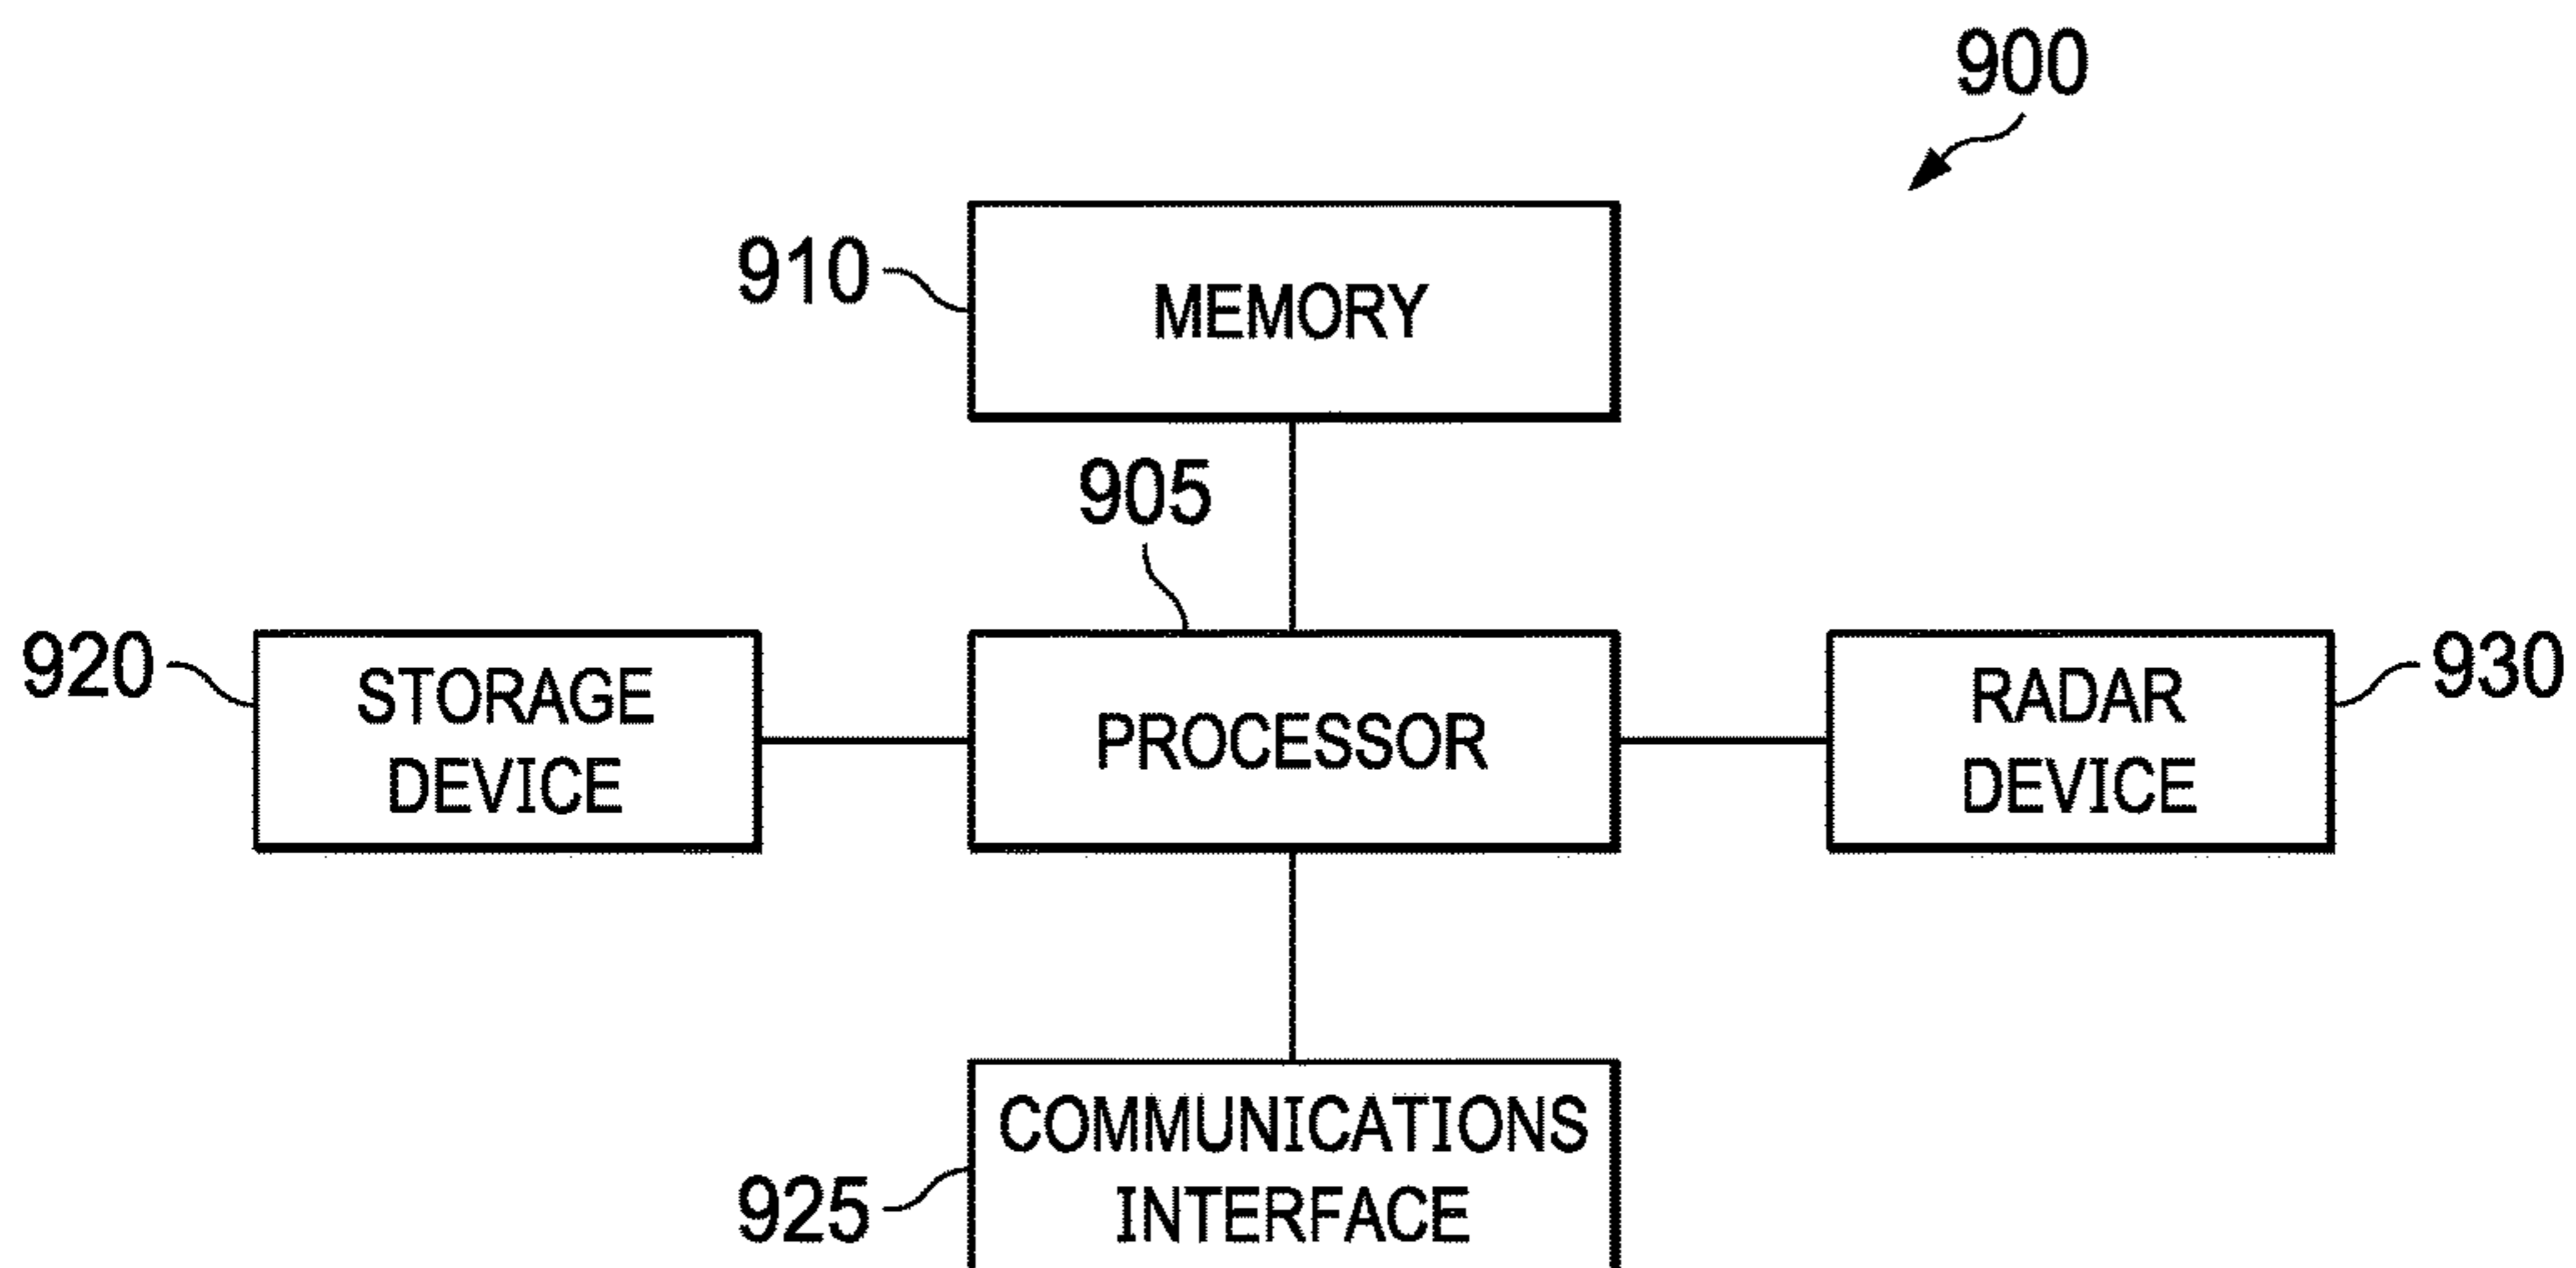 900
910
MEMORY
905
920
STORAGE
DEVICE
PROCESSOR
RADAR
DEVICE
930
COMMUNICATIONS
INTERFACE
925